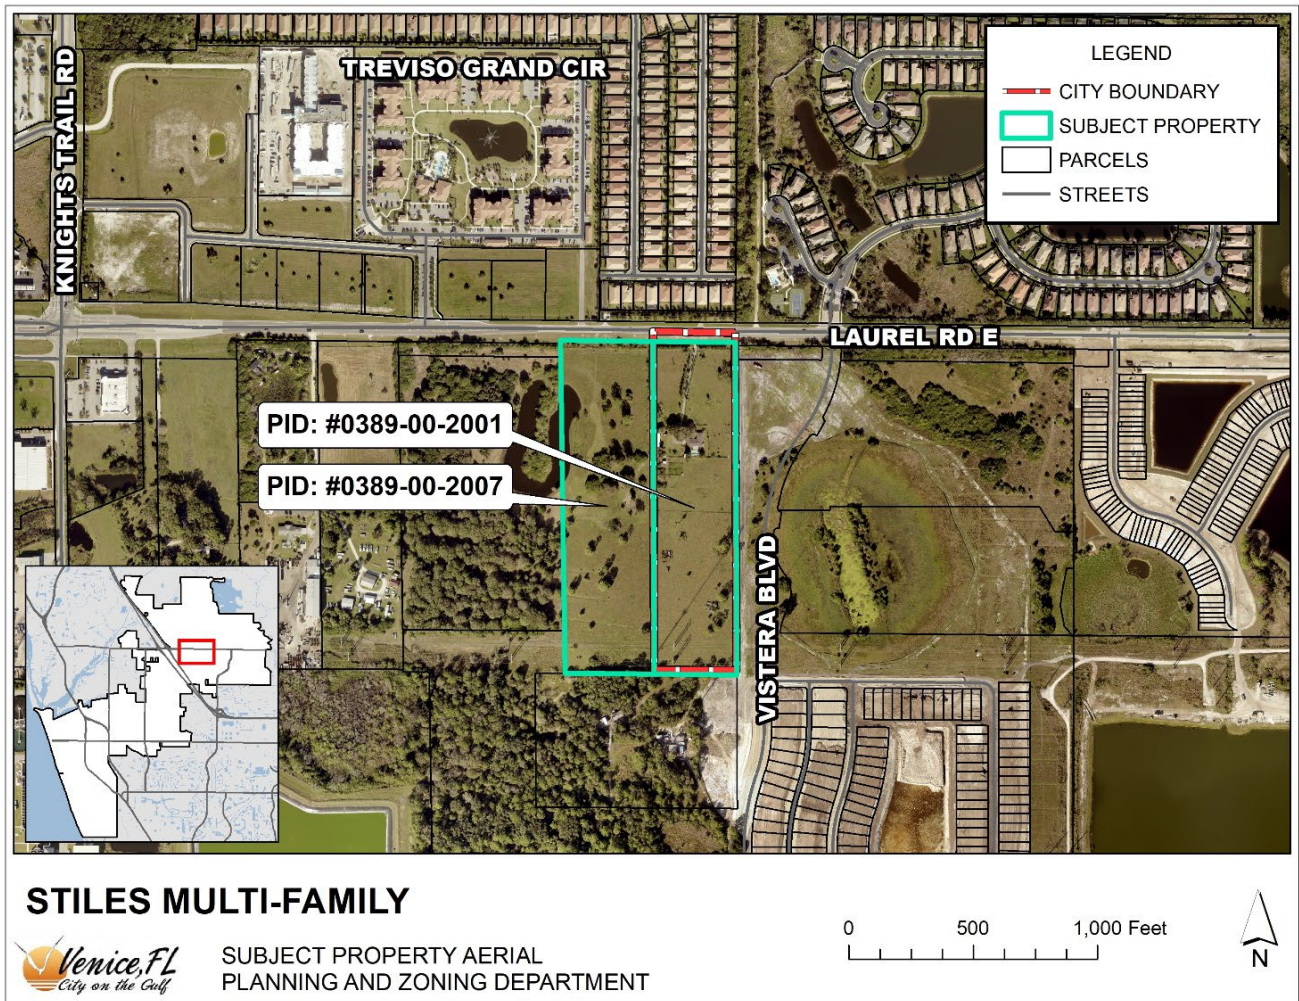 KNIGHTS TRAIL RD
TREVISO GRAND CIR
LEGEND
CITY BOUNDARY
SUBJECT PROPERTY
PARCELS
STREETS
LAUREL RD E
PID: #0389-00-2001
PID: #0389-00-2007
VISTERA BLVD
STILES MULTI-FAMILY
Venice, FL
City on the Gulf
SUBJECT PROPERTY AERIAL
PLANNING AND ZONING DEPARTMENT
0 500 1,000 Feet
N